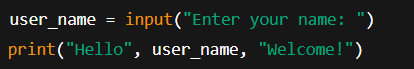 user_name = input("Enter your name: ")
print("Hello", user_name, "Welcome!")